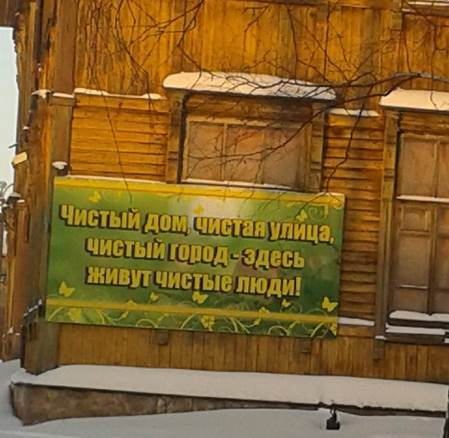 Чистый дом, чистая улица,
чистый город - здесь
живут чистые люди!